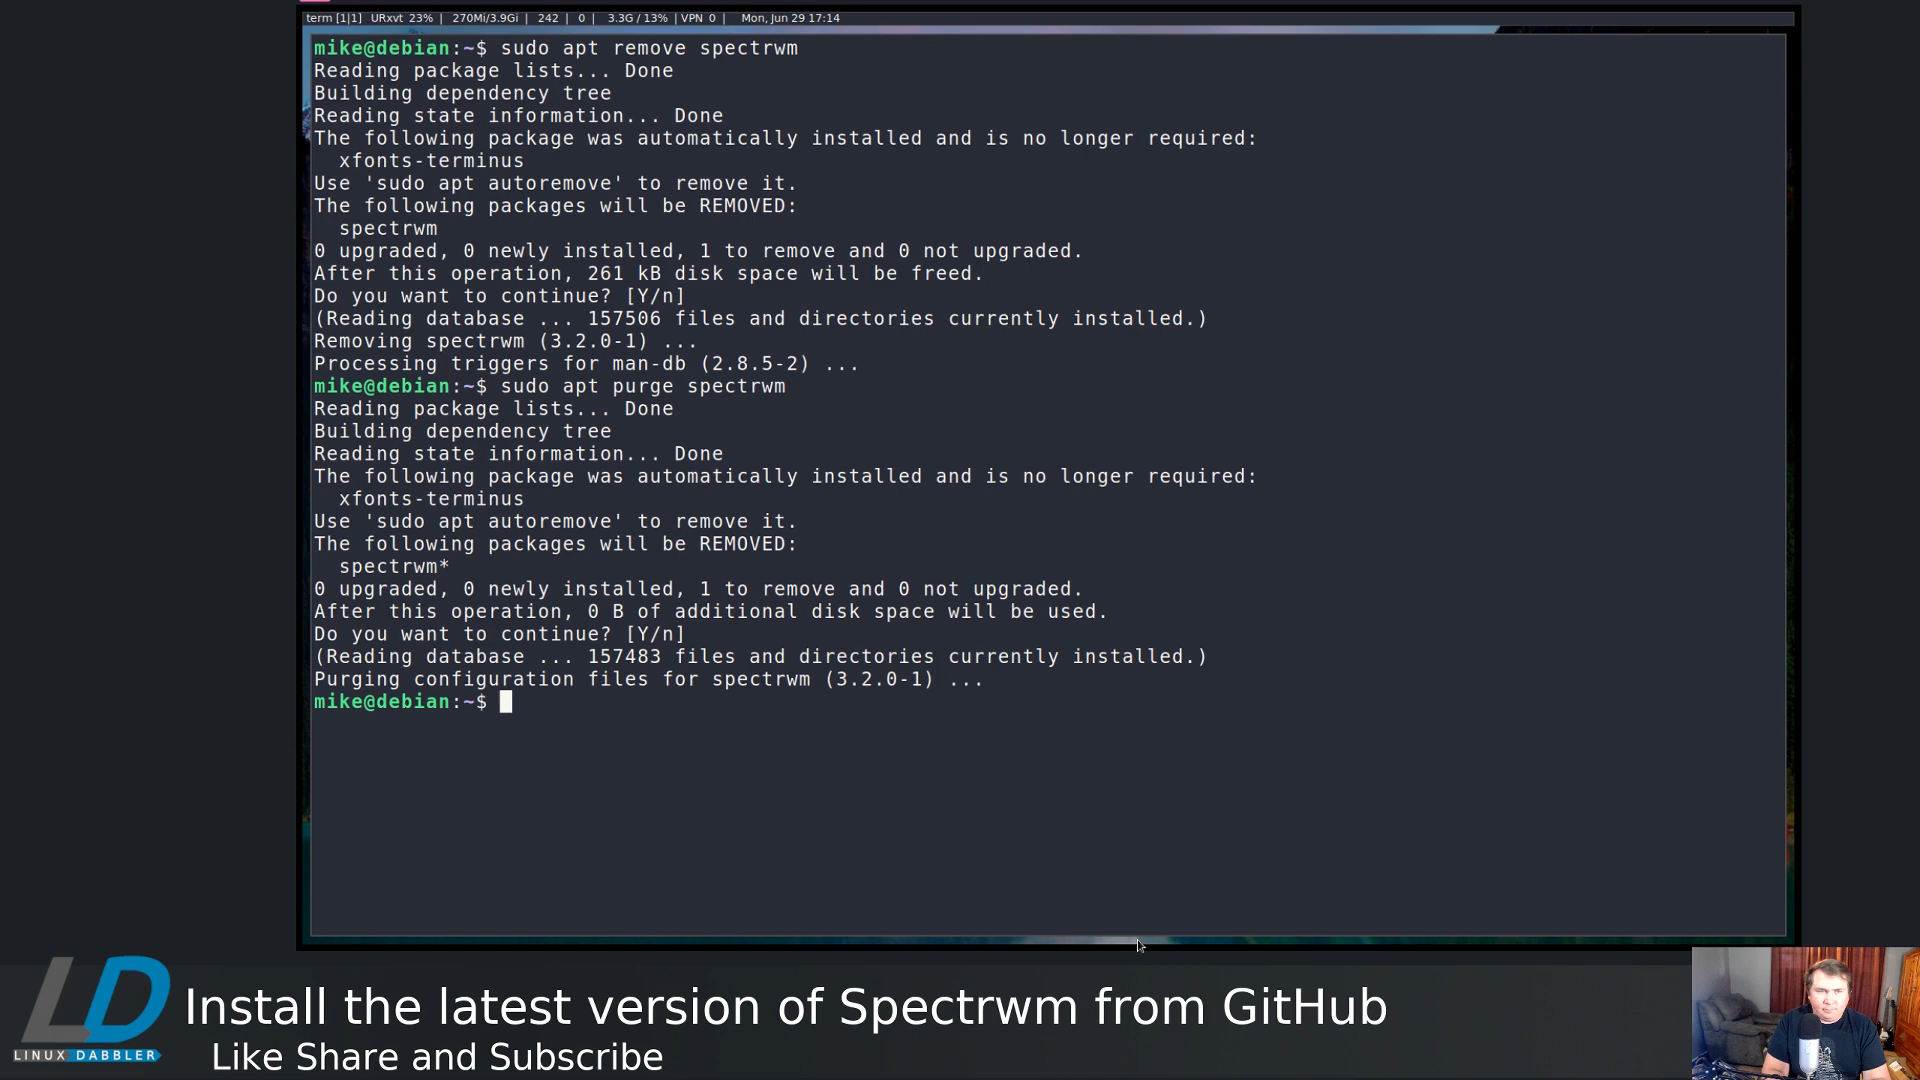 term [1|1]   URxvt  23% |   270Mi/3.9Gi |   242 |   0 |    3.3G / 13%  | VPN  0 |    Mon, Jun 29 17:14
mike@debian:~$ sudo apt remove spectrwm
Reading package lists... Done
Building dependency tree
Reading state information... Done
The following package was automatically installed and is no longer required:
  xfonts-terminus
Use 'sudo apt autoremove' to remove it.
The following packages will be REMOVED:
  spectrwm
0 upgraded, 0 newly installed, 1 to remove and 0 not upgraded.
After this operation, 261 kB disk space will be freed.
Do you want to continue? [Y/n]
(Reading database ... 157506 files and directories currently installed.)
Removing spectrwm (3.2.0-1) ...
Processing triggers for man-db (2.8.5-2) ...
mike@debian:~$ sudo apt purge spectrwm
Reading package lists... Done
Building dependency tree
Reading state information... Done
The following package was automatically installed and is no longer required:
  xfonts-terminus
Use 'sudo apt autoremove' to remove it.
The following packages will be REMOVED:
  spectrwm*
0 upgraded, 0 newly installed, 1 to remove and 0 not upgraded.
After this operation, 0 B of additional disk space will be used.
Do you want to continue? [Y/n]
(Reading database ... 157483 files and directories currently installed.)
Purging configuration files for spectrwm (3.2.0-1) ...
mike@debian:~$
LD
LINUX DABBLER
Install the latest version of Spectrwm from GitHub
Like Share and Subscribe